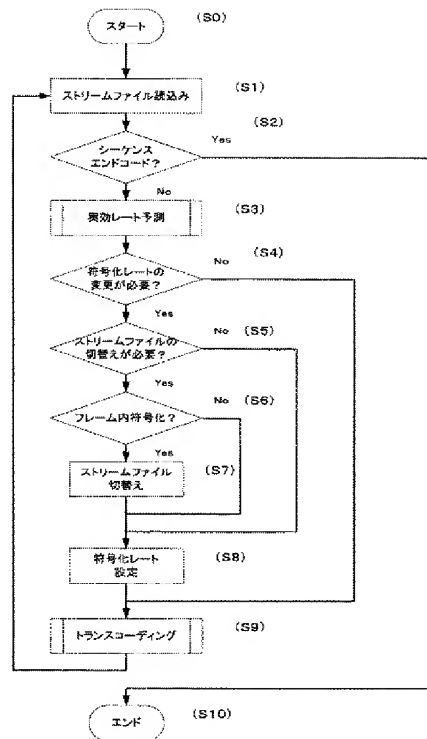 スタート
(S0)
ストリームファイル読込み
(S1)
シーケンス
エンドコード?
Yes
(S2)
No
実効レート予測
(S3)
符号化レートの
変更が必要?
No
(S4)
Yes
ストリームファイルの
切替えが必要?
No (S5)
Yes
フレーム内符号化?
No (S6)
Yes
ストリームファイル
切替え
(S7)
符号化レート
設定
(S8)
トランスコーディング
(S9)
エンド
(S10)